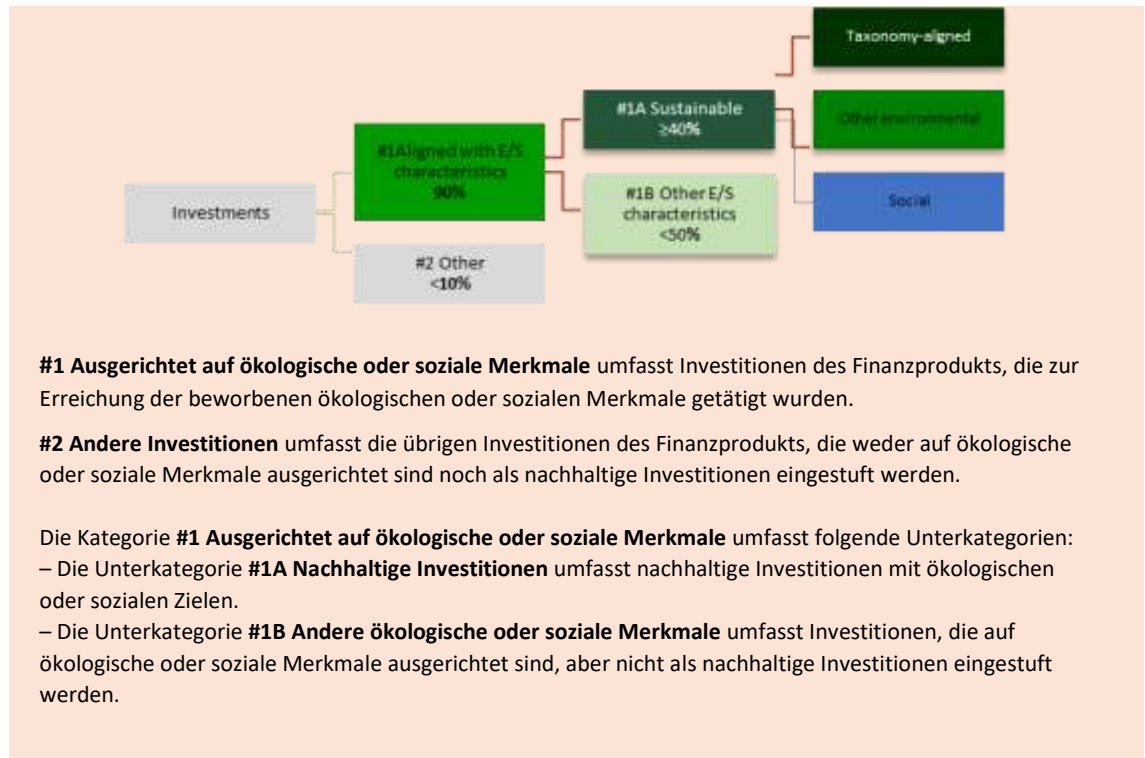 Taxonomy-aligned
#1A Sustainable
≥40%
Other environmental
#1Aligned with E/S
characteristics
90%
#1B Other E/S
characteristics
<50%
Social
Investments
#2 Other
<10%
#1 Ausgerichtet auf ökologische oder soziale Merkmale umfasst Investitionen des Finanzprodukts, die zur
Erreichung der beworbenen ökologischen oder sozialen Merkmale getätigt wurden.
#2 Andere Investitionen umfasst die übrigen Investitionen des Finanzprodukts, die weder auf ökologische
oder soziale Merkmale ausgerichtet sind noch als nachhaltige Investitionen eingestuft werden.
Die Kategorie #1 Ausgerichtet auf ökologische oder soziale Merkmale umfasst folgende Unterkategorien:
– Die Unterkategorie #1A Nachhaltige Investitionen umfasst nachhaltige Investitionen mit ökologischen
oder sozialen Zielen.
– Die Unterkategorie #1B Andere ökologische oder soziale Merkmale umfasst Investitionen, die auf
ökologische oder soziale Merkmale ausgerichtet sind, aber nicht als nachhaltige Investitionen eingestuft
werden.